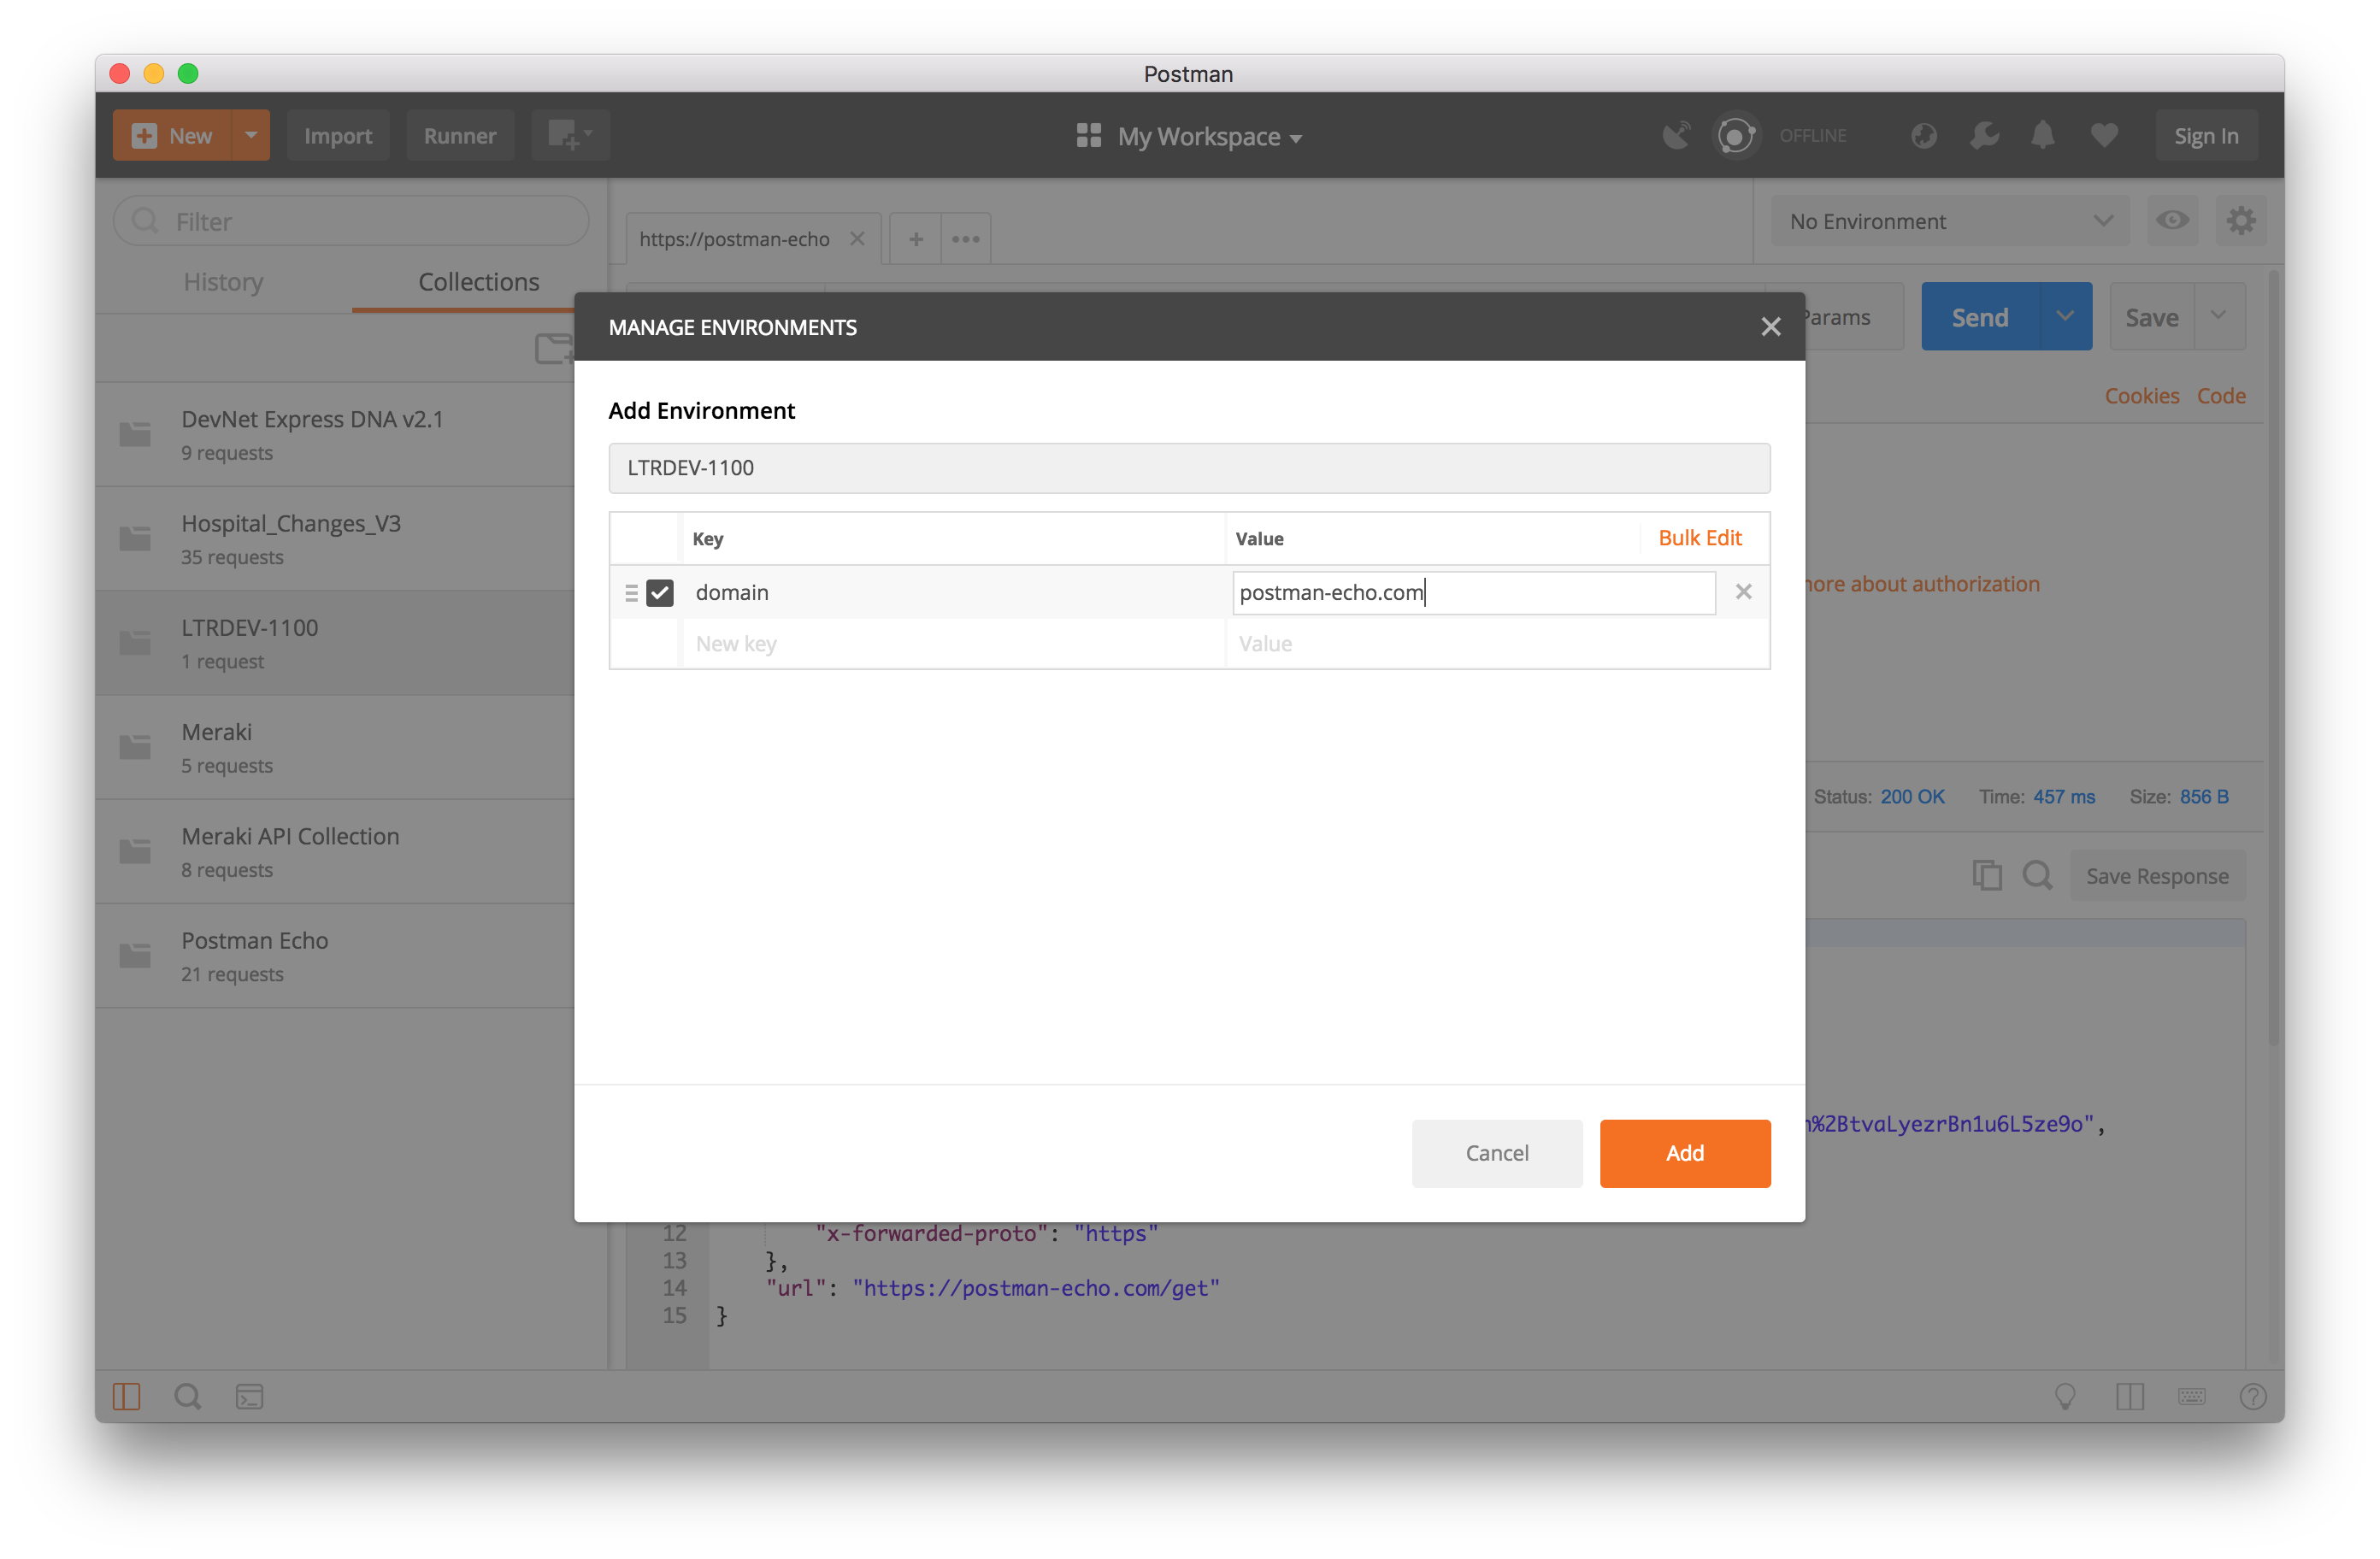 Postman
New
Import
Runner
My Workspace
OFFLINE
Sign In
Filter
History
Collections
DevNet Express DNA v2.1
9 requests
Hospital_Changes_V3
35 requests
LTRDEV-1100
1 request
Meraki
5 requests
Meraki API Collection
8 requests
Postman Echo
21 requests
https://postman-echo
No Environment
Params
Send
Save
Cookies Code
MANAGE ENVIRONMENTS
Add Environment
LTRDEV-1100
Key Value Bulk Edit
domain postman-echo.com
New key Value
Cancel Add
more about authorization
Status: 200 OK Time: 457 ms Size: 856 B
Save Response
%2BtvaLyezrBn1u6L5ze9o",
12 "x-forwarded-proto": "https"
13 },
14 "url": "https://postman-echo.com/get"
15 }